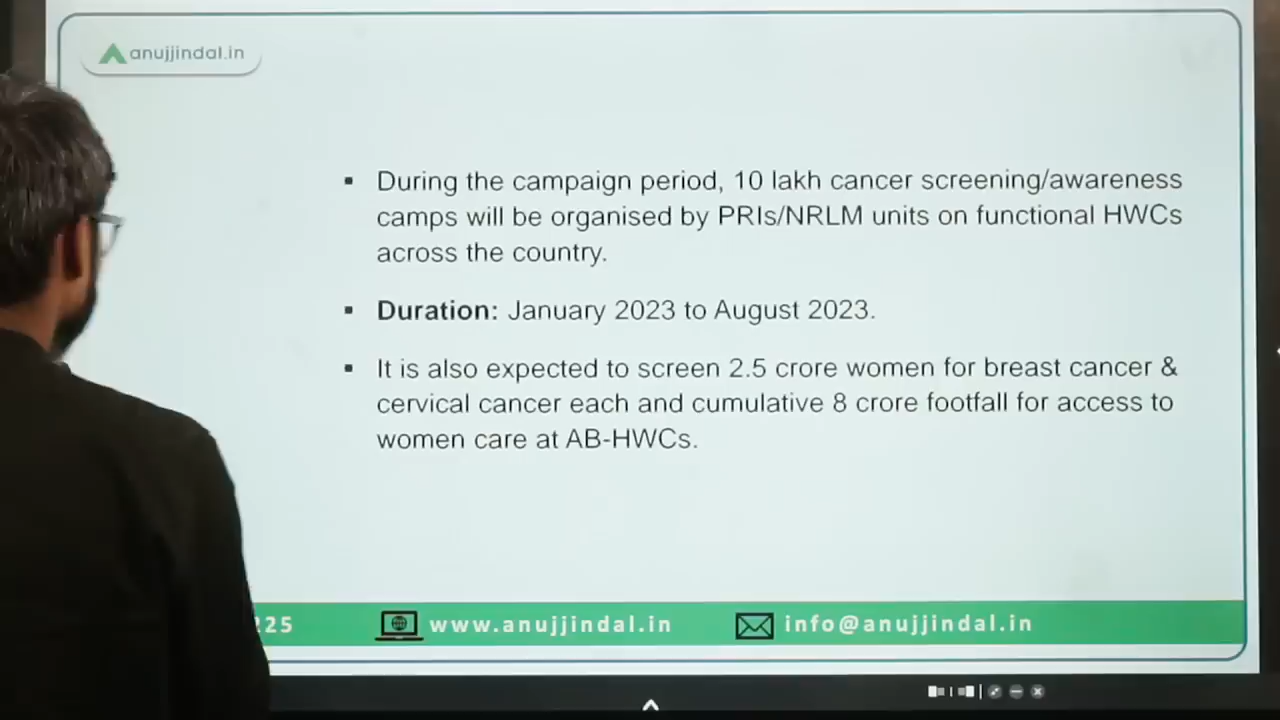 anujjindal.in
▪ During the campaign period, 10 lakh cancer screening/awareness
camps will be organised by PRIs/NRLM units on functional HWCs
across the country.
▪ Duration: January 2023 to August 2023.
▪ It is also expected to screen 2.5 crore women for breast cancer &
cervical cancer each and cumulative 8 crore footfall for access to
women care at AB-HWCs.
25 www.anujjindal.in info@anujjindal.in